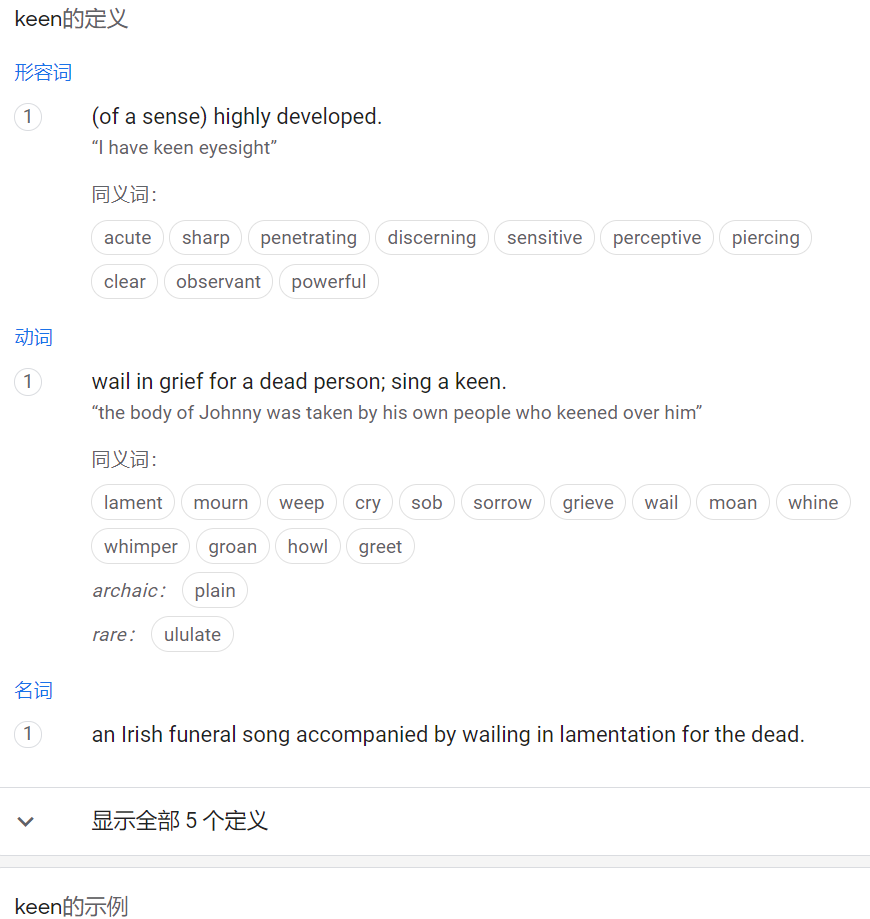 keen的定义
形容词
1 (of a sense) highly developed.
“I have keen eyesight”
同义词：
acute sharp penetrating discerning sensitive perceptive piercing
clear observant powerful
动词
1 wail in grief for a dead person; sing a keen.
“the body of Johnny was taken by his own people who keened over him”
同义词：
lament mourn weep cry sob sorrow grieve wail moan whine
whimper groan howl greet
archaic： plain
rare： ululate
名词
1 an Irish funeral song accompanied by wailing in lamentation for the dead.
显示全部 5 个定义
keen的示例